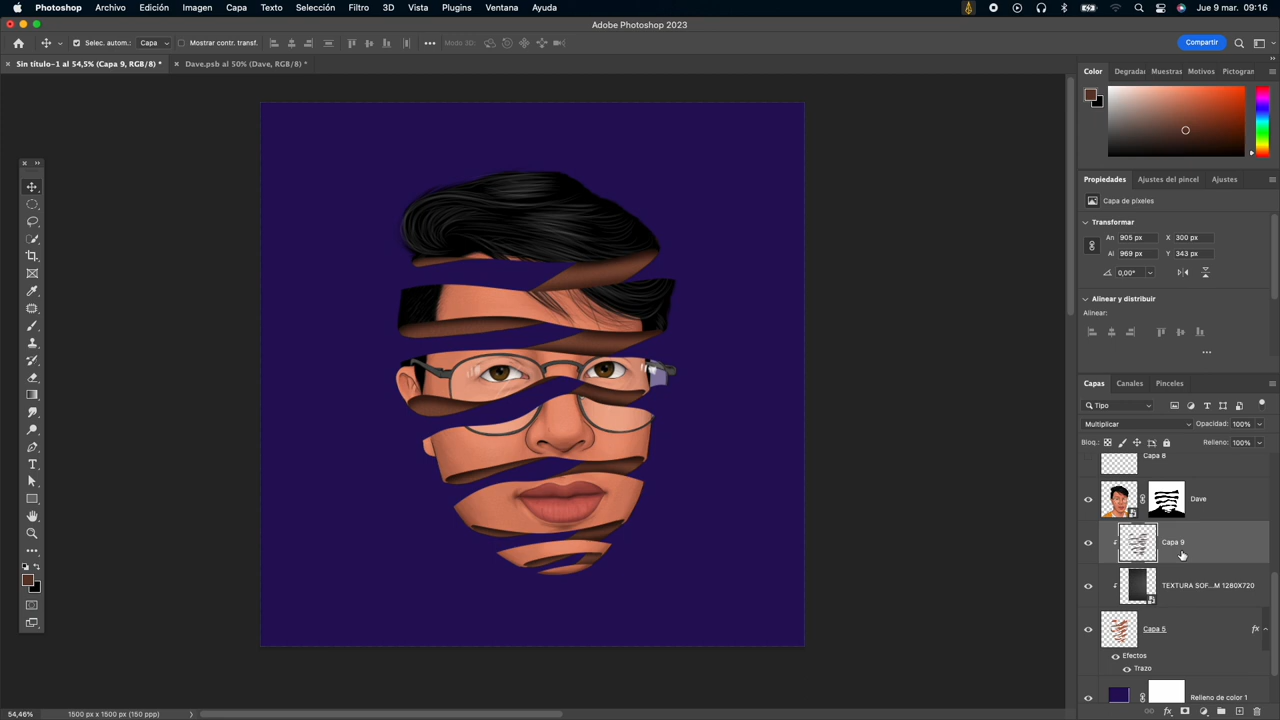 Photoshop Archivo Edición Imagen Capa Texto Selección Filtro 3D Vista Plugins Ventana Ayuda Jue 9 mar. 09:16
Adobe Photoshop 2023
Selec. autom.: Capa Mostrar contr. transf. Modo 3D: Compartir
Sin título-1 al 54,5% (Capa 9, RGB/8) * Dave.psb al 50% (Dave, RGB/8) *
Color Degradad Muestras Motivos Pictogran
Propiedades Ajustes del pincel Ajustes
Capa de píxeles
Transformar
An 905 px X 300 px
Al 969 px Y 343 px
0,00°
Alinear y distribuir
Alinear:
Capas Canales Pinceles
Tipo
Multiplicar Opacidad: 100%
Bloq.: Relleno: 100%
Capa 8
Dave
Capa 9
TEXTURA SOF...M 1280X720
Capa 5 fx
Efectos
Trazo
Relleno de color 1
54,46% 1500 px x 1500 px (150 ppp)